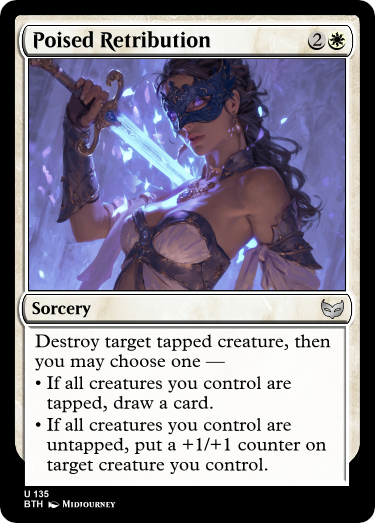 Poised Retribution 2
Sorcery
Destroy target tapped creature, then
you may choose one —
• If all creatures you control are
tapped, draw a card.
• If all creatures you control are
untapped, put a +1/+1 counter on
target creature you control.
U 135
BTH Midjourney